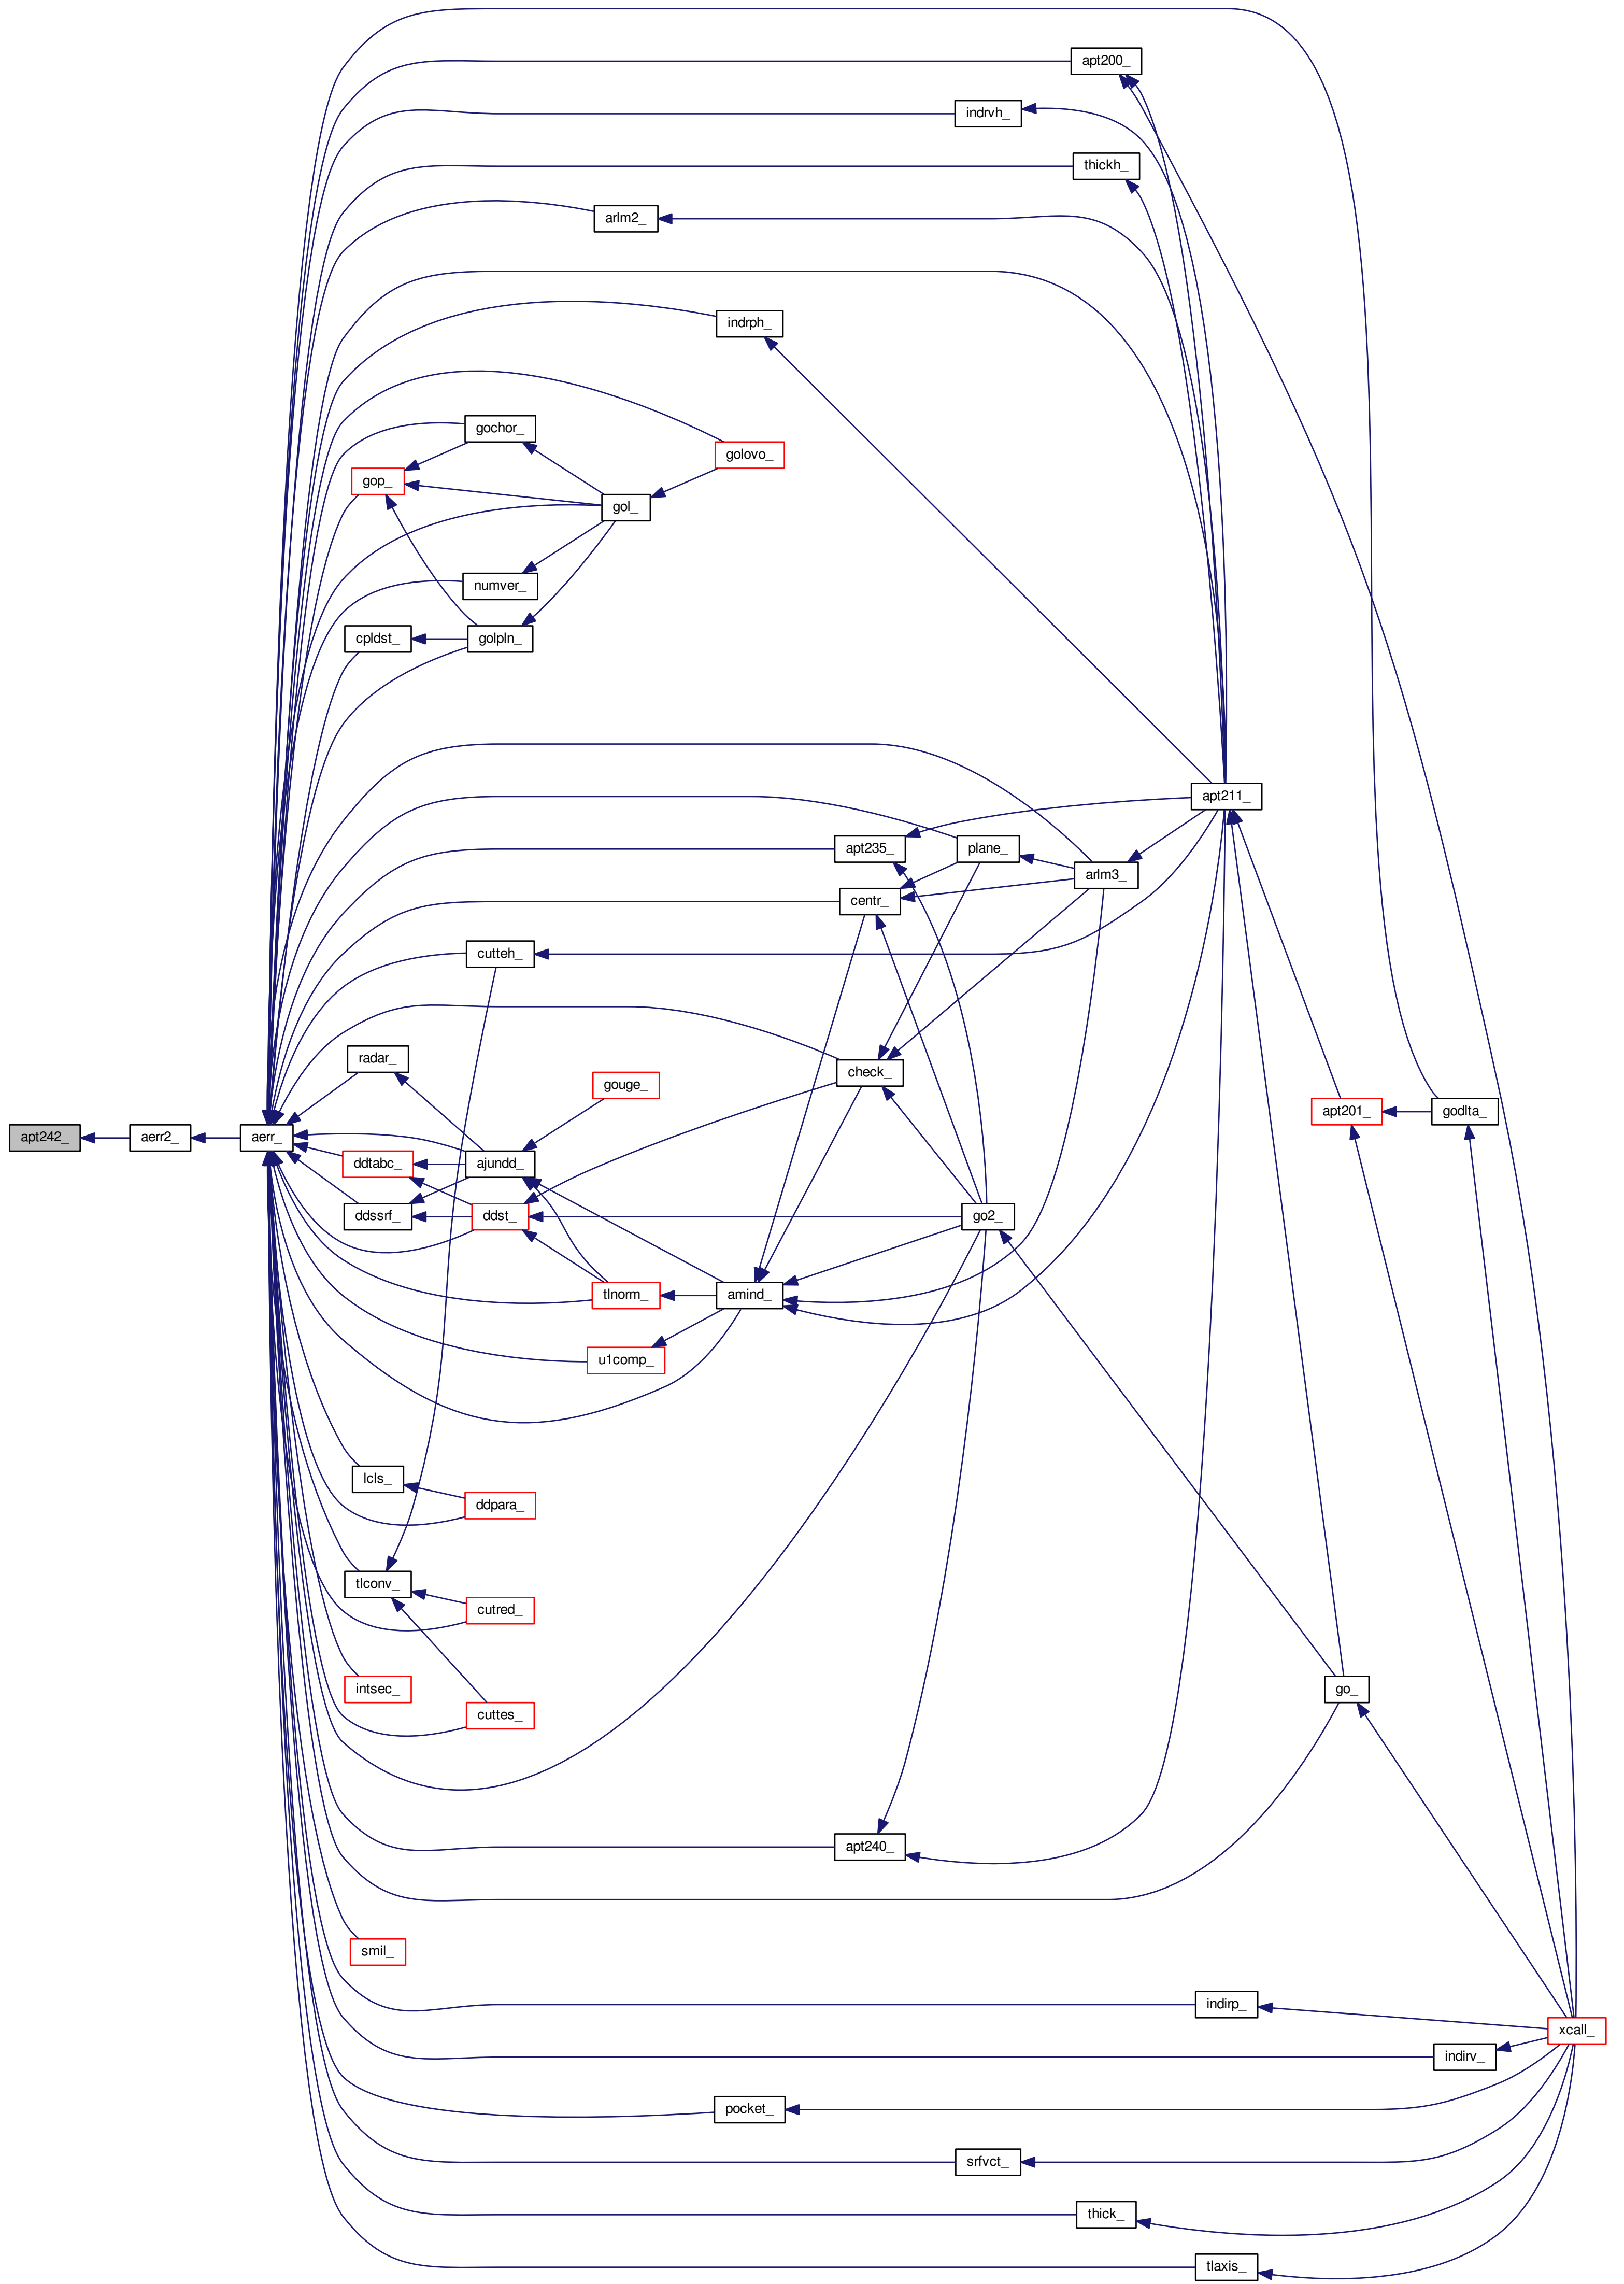 apt200_
indrvh_
thickh_
arlm2_
indrph_
gochor_
golovo_
gop_
gol_
numver_
cpldst_
golpln_
apt211_
apt235_
plane_
arlm3_
centr_
cutteh_
radar_
check_
gouge_
apt201_
godlta_
apt242_
aerr2_
aerr_
ddtabc_
ajundd_
ddssrf_
ddst_
go2_
tlnorm_
amind_
u1comp_
lcls_
ddpara_
tlconv_
cutred_
intsec_
go_
cuttes_
apt240_
smil_
indirp_
xcall_
indirv_
pocket_
srfvct_
thick_
tlaxis_